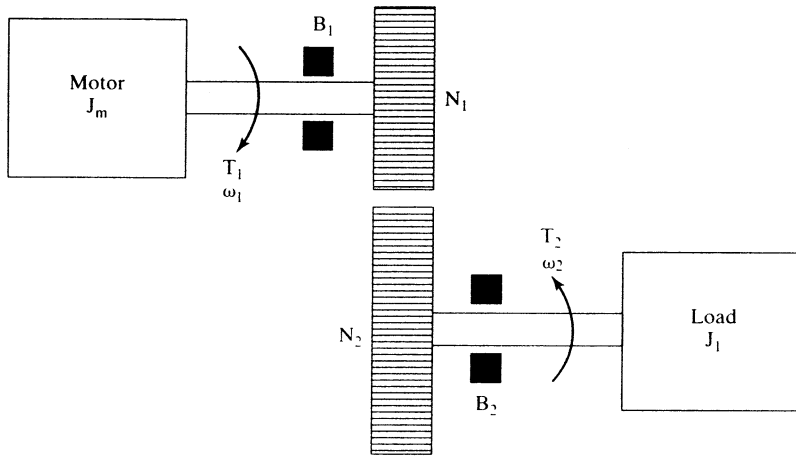 B₁
Motor
Jₘ
N₁
T₁
ω₁
T₂
ω₂
Load
J₁
N₂
B₂